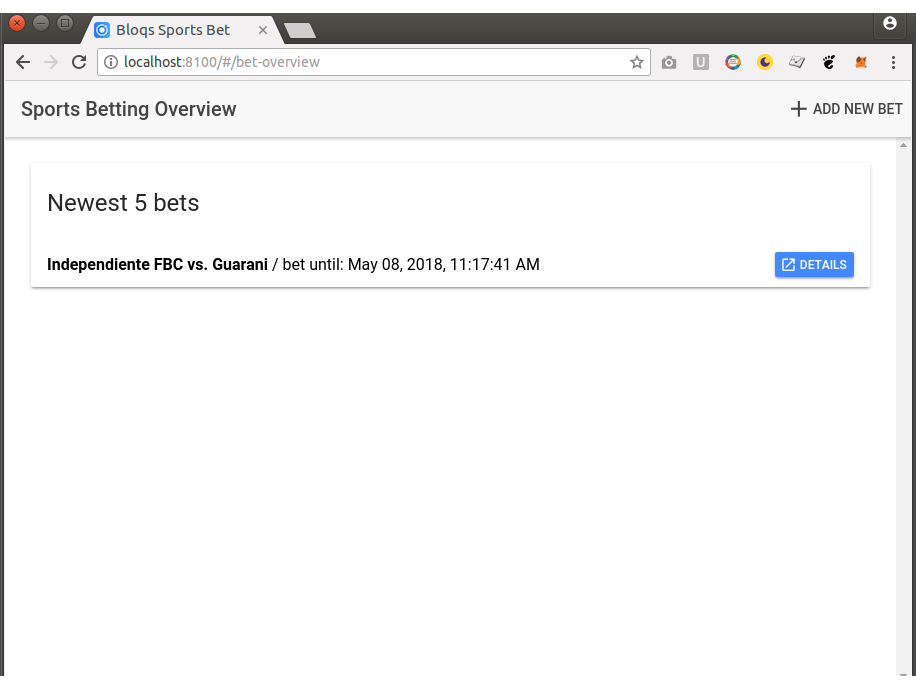 Bloqs Sports Bet
localhost:8100/#/bet-overview
Sports Betting Overview
ADD NEW BET
Newest 5 bets
Independiente FBC vs. Guarani / bet until: May 08, 2018, 11:17:41 AM
DETAILS